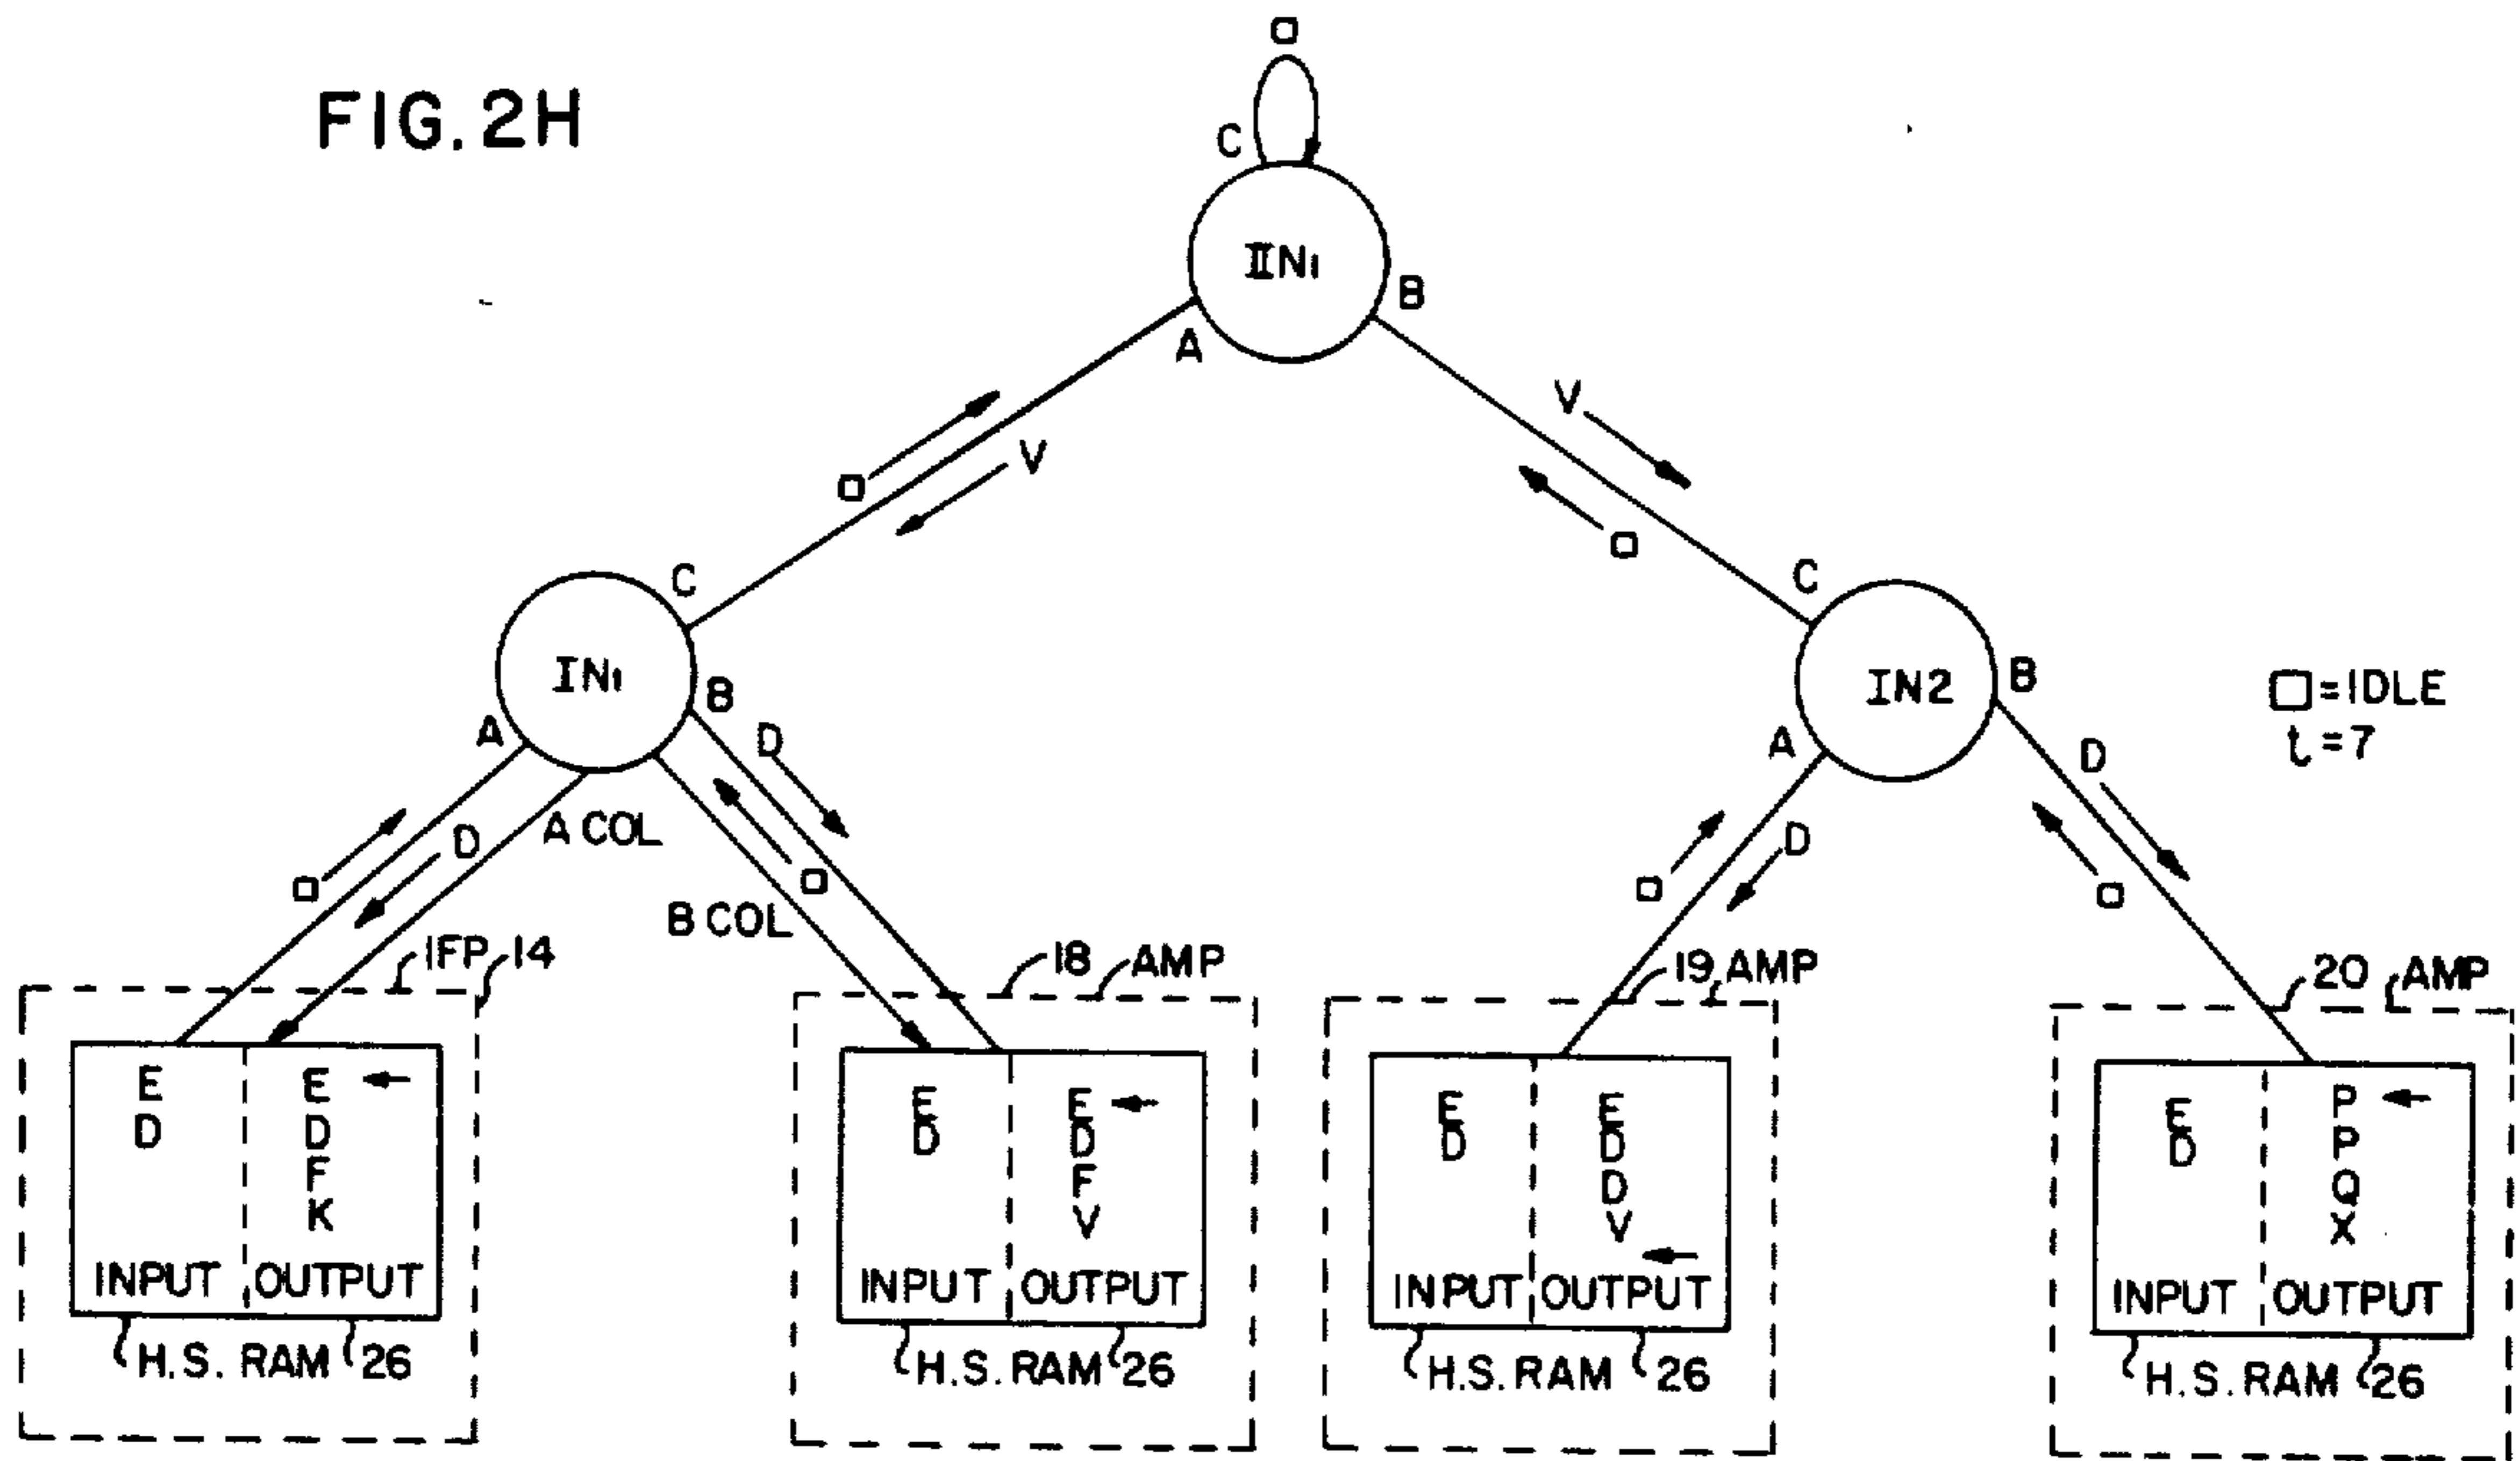 FIG. 2H
□
C
IIN1
B
A
V
□
V
□
C
C
IN1
B
A
IN2
B
A
□ = IDLE
t = 7
D
D
D
A COL
□
□
B COL
D
□
□
IFP 14
18 AMP
19 AMP
20 AMP
E
D
INPUT
E
D
F
K
OUTPUT
H.S. RAM 26
E
D
INPUT
E
D
F
V
OUTPUT
H.S. RAM 26
E
D
INPUT
E
D
D
V
OUTPUT
H.S. RAM 26
E
D
INPUT
P
P
Q
X
OUTPUT
H.S. RAM 26